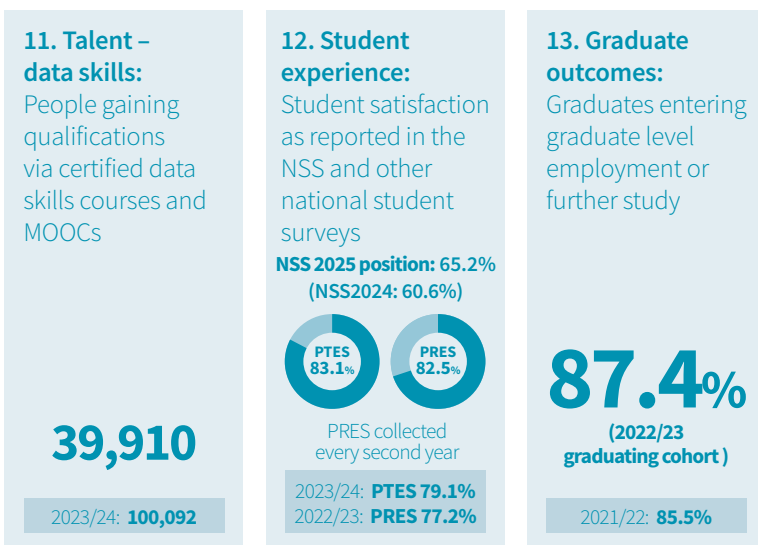 11. Talent –
data skills:
People gaining
qualifications
via certified data
skills courses and
MOOCs
39,910
2023/24: 100,092
12. Student
experience:
Student satisfaction
as reported in the
NSS and other
national student
surveys
NSS 2025 position: 65.2%
(NSS2024: 60.6%)
PTES
83.1%
PRES
82.5%
PRES collected
every second year
2023/24: PTES 79.1%
2022/23: PRES 77.2%
13. Graduate
outcomes:
Graduates entering
graduate level
employment or
further study
87.4%
(2022/23
graduating cohort )
2021/22: 85.5%